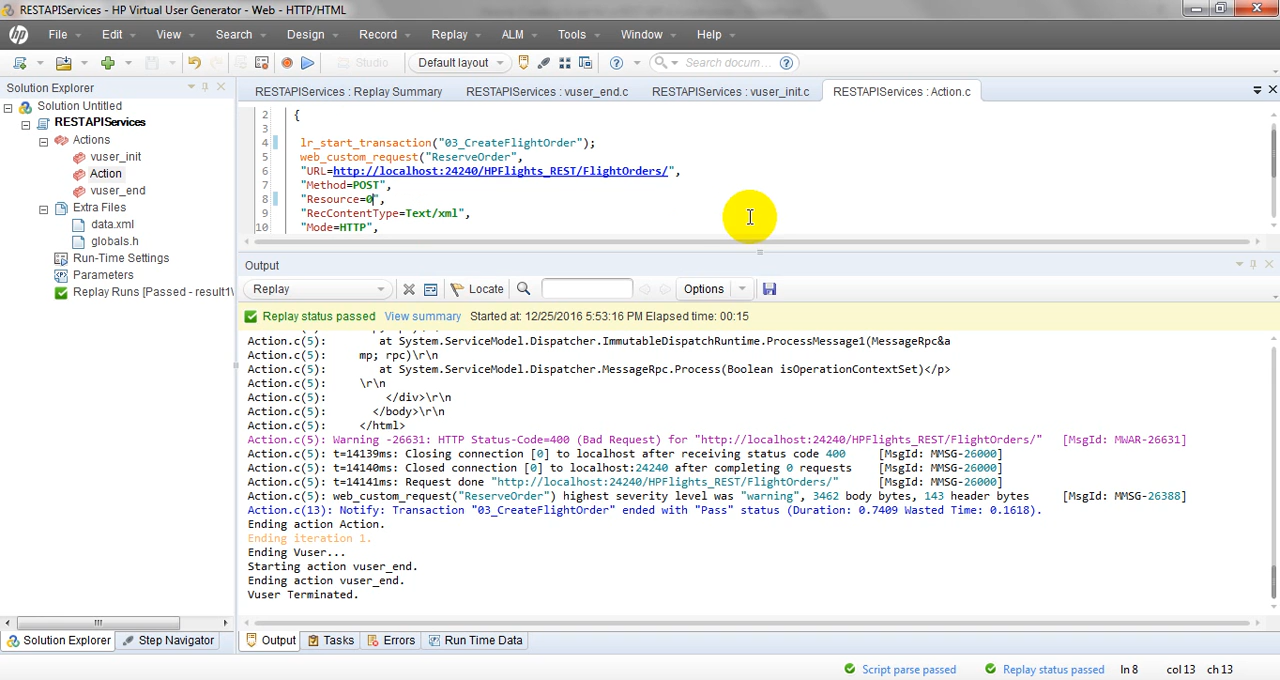 RESTAPIServices - HP Virtual User Generator - Web - HTTP/HTML
hp File Edit View Search Design Record Replay ALM Tools Window Help
Studio Default layout Search docum...
Solution Explorer
Solution Untitled
RESTAPIServices
Actions
vuser_init
Action
vuser_end
Extra Files
data.xml
globals.h
Run-Time Settings
Parameters
Replay Runs [Passed - result1\
RESTAPIServices : Replay Summary RESTAPIServices : vuser_end.c RESTAPIServices : vuser_init.c RESTAPIServices : Action.c
2 {
3
4 lr_start_transaction("03_CreateFlightOrder");
5 web_custom_request("ReserveOrder",
6 "URL=http://localhost:24240/HPFlights_REST/FlightOrders/",
7 "Method=POST",
8 "Resource=0",
9 "RecContentType=Text/xml",
10 "Mode=HTTP",
Output
Replay Locate Options
Replay status passed View summary Started at: 12/25/2016 5:53:16 PM Elapsed time: 00:15
Action.c(5): at System.ServiceModel.Dispatcher.ImmutableDispatchRuntime.ProcessMessage1(MessageRpc&a
Action.c(5): mp; rpc)\r\n
Action.c(5): at System.ServiceModel.Dispatcher.MessageRpc.Process(Boolean isOperationContextSet)</p>
Action.c(5): \r\n
Action.c(5): </div>\r\n
Action.c(5): </body>\r\n
Action.c(5): </html>
Action.c(5): Warning -26631: HTTP Status-Code=400 (Bad Request) for "http://localhost:24240/HPFlights_REST/FlightOrders/" [MsgId: MWAR-26631]
Action.c(5): t=14139ms: Closing connection [0] to localhost after receiving status code 400 [MsgId: MMSG-26000]
Action.c(5): t=14140ms: Closed connection [0] to localhost:24240 after completing 0 requests [MsgId: MMSG-26000]
Action.c(5): t=14141ms: Request done "http://localhost:24240/HPFlights_REST/FlightOrders/" [MsgId: MMSG-26000]
Action.c(5): web_custom_request("ReserveOrder") highest severity level was "warning", 3462 body bytes, 143 header bytes [MsgId: MMSG-26388]
Action.c(13): Notify: Transaction "03_CreateFlightOrder" ended with "Pass" status (Duration: 0.7409 Wasted Time: 0.1618).
Ending action Action.
Ending iteration 1.
Ending Vuser...
Starting action vuser_end.
Ending action vuser_end.
Vuser Terminated.
Solution Explorer Step Navigator Output Tasks Errors Run Time Data
Script parse passed Replay status passed ln 8 col 13 ch 13